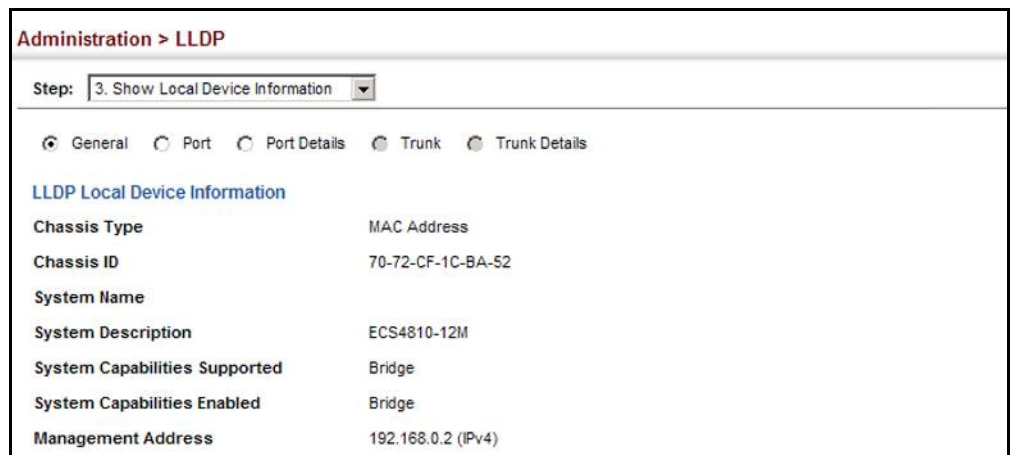 Administration > LLDP
Step: 3. Show Local Device Information
General Port Port Details Trunk Trunk Details
LLDP Local Device Information
Chassis Type MAC Address
Chassis ID 70-72-CF-1C-BA-52
System Name
System Description ECS4810-12M
System Capabilities Supported Bridge
System Capabilities Enabled Bridge
Management Address 192.168.0.2 (IPv4)